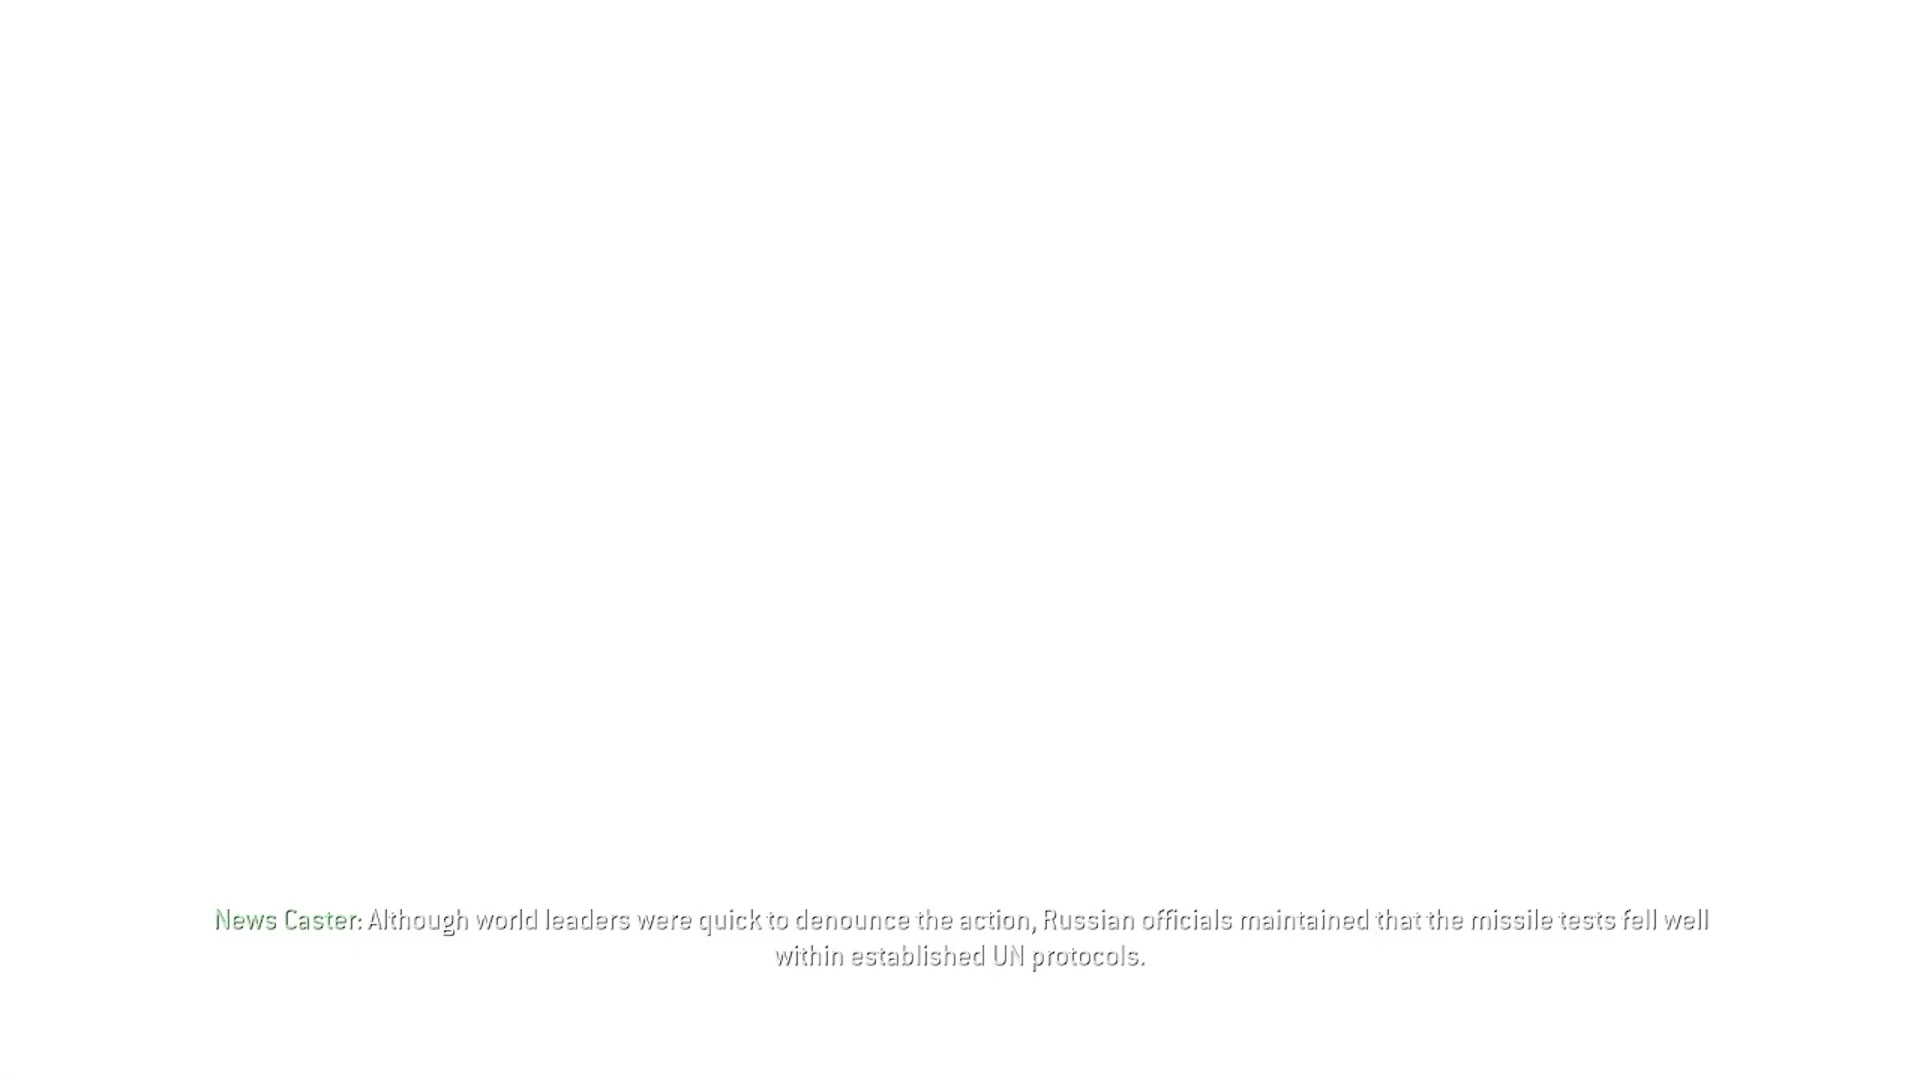 News Caster: Although world leaders were quick to denounce the action, Russian officials maintained that the missile tests fell well
within established UN protocols.